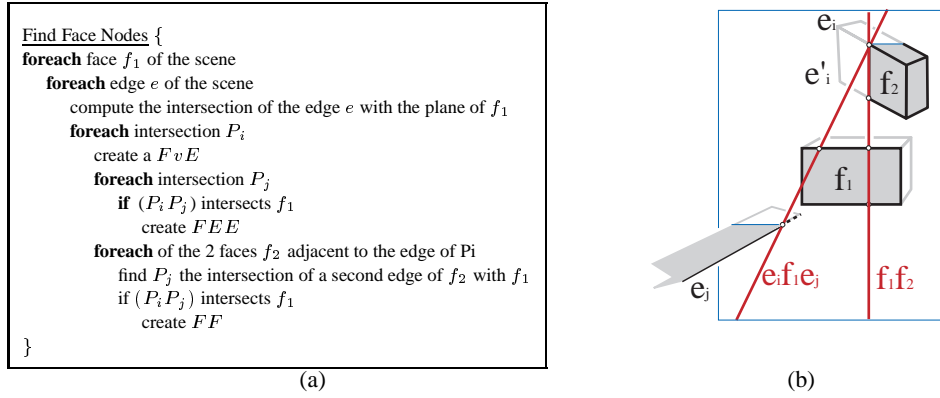 Find Face Nodes {
foreach face f₁ of the scene
foreach edge e of the scene
compute the intersection of the edge e with the plane of f₁
foreach intersection Pᵢ
create a FvE
foreach intersection Pⱼ
if (PᵢPⱼ) intersects f₁
create FEE
foreach of the 2 faces f₂ adjacent to the edge of Pi
find Pⱼ the intersection of a second edge of f₂ with f₁
if (PᵢPⱼ) intersects f₁
create FF
}
(a)
eᵢ
e'ᵢ
f₂
f₁
eⱼ
eᵢf₁eⱼ
f₁f₂
(b)